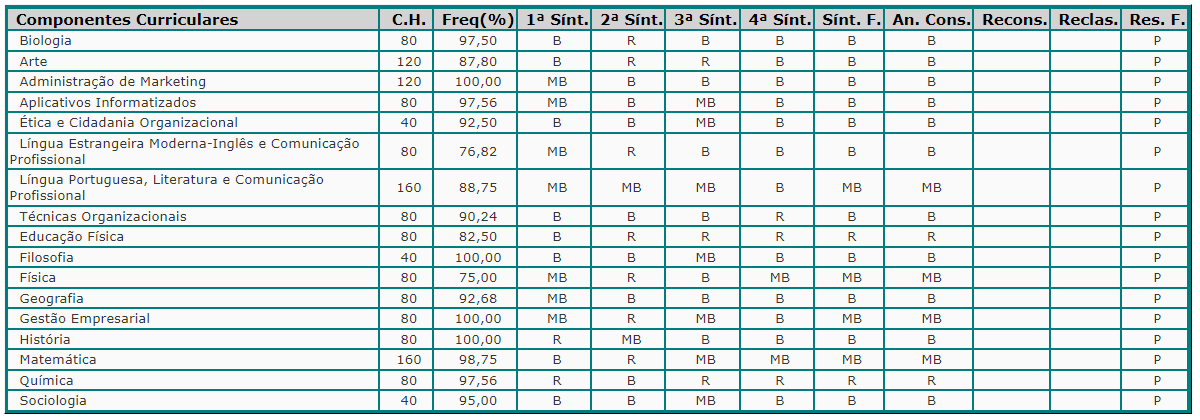 Componentes Curriculares C.H. Freq(%) 1ª Sínt. 2ª Sínt. 3ª Sínt. 4ª Sínt. Sínt. F. An. Cons. Recons. Reclas. Res. F.
Biologia 80 97,50 B R B B B B P
Arte 120 87,80 B R R B B B P
Administração de Marketing 120 100,00 MB B B B B B P
Aplicativos Informatizados 80 97,56 MB B MB B B B P
Ética e Cidadania Organizacional 40 92,50 B B MB B B B P
Língua Estrangeira Moderna-Inglês e Comunicação
Profissional 80 76,82 MB R B B B B P
Língua Portuguesa, Literatura e Comunicação
Profissional 160 88,75 MB MB MB B MB MB P
Técnicas Organizacionais 80 90,24 B B B R B B P
Educação Física 80 82,50 B R R R R R P
Filosofia 40 100,00 B B MB B B B P
Física 80 75,00 MB R B MB MB MB P
Geografia 80 92,68 MB B B B B B P
Gestão Empresarial 80 100,00 MB R MB B MB MB P
História 80 100,00 R MB B B B B P
Matemática 160 98,75 B R MB MB MB MB P
Química 80 97,56 R B R R R R P
Sociologia 40 95,00 B B MB B B B P